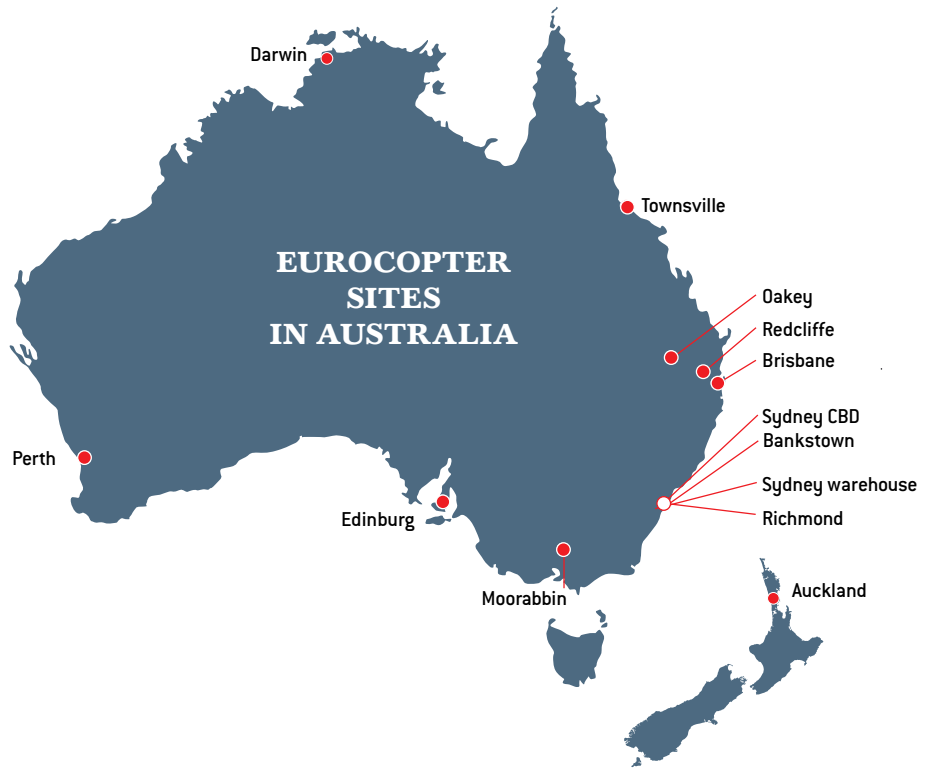 Darwin
Townsville
EUROCOPTER
SITES
IN AUSTRALIA
Oakey
Redcliffe
Brisbane
Sydney CBD
Bankstown
Sydney warehouse
Richmond
Perth
Edinburg
Moorabbin
Auckland